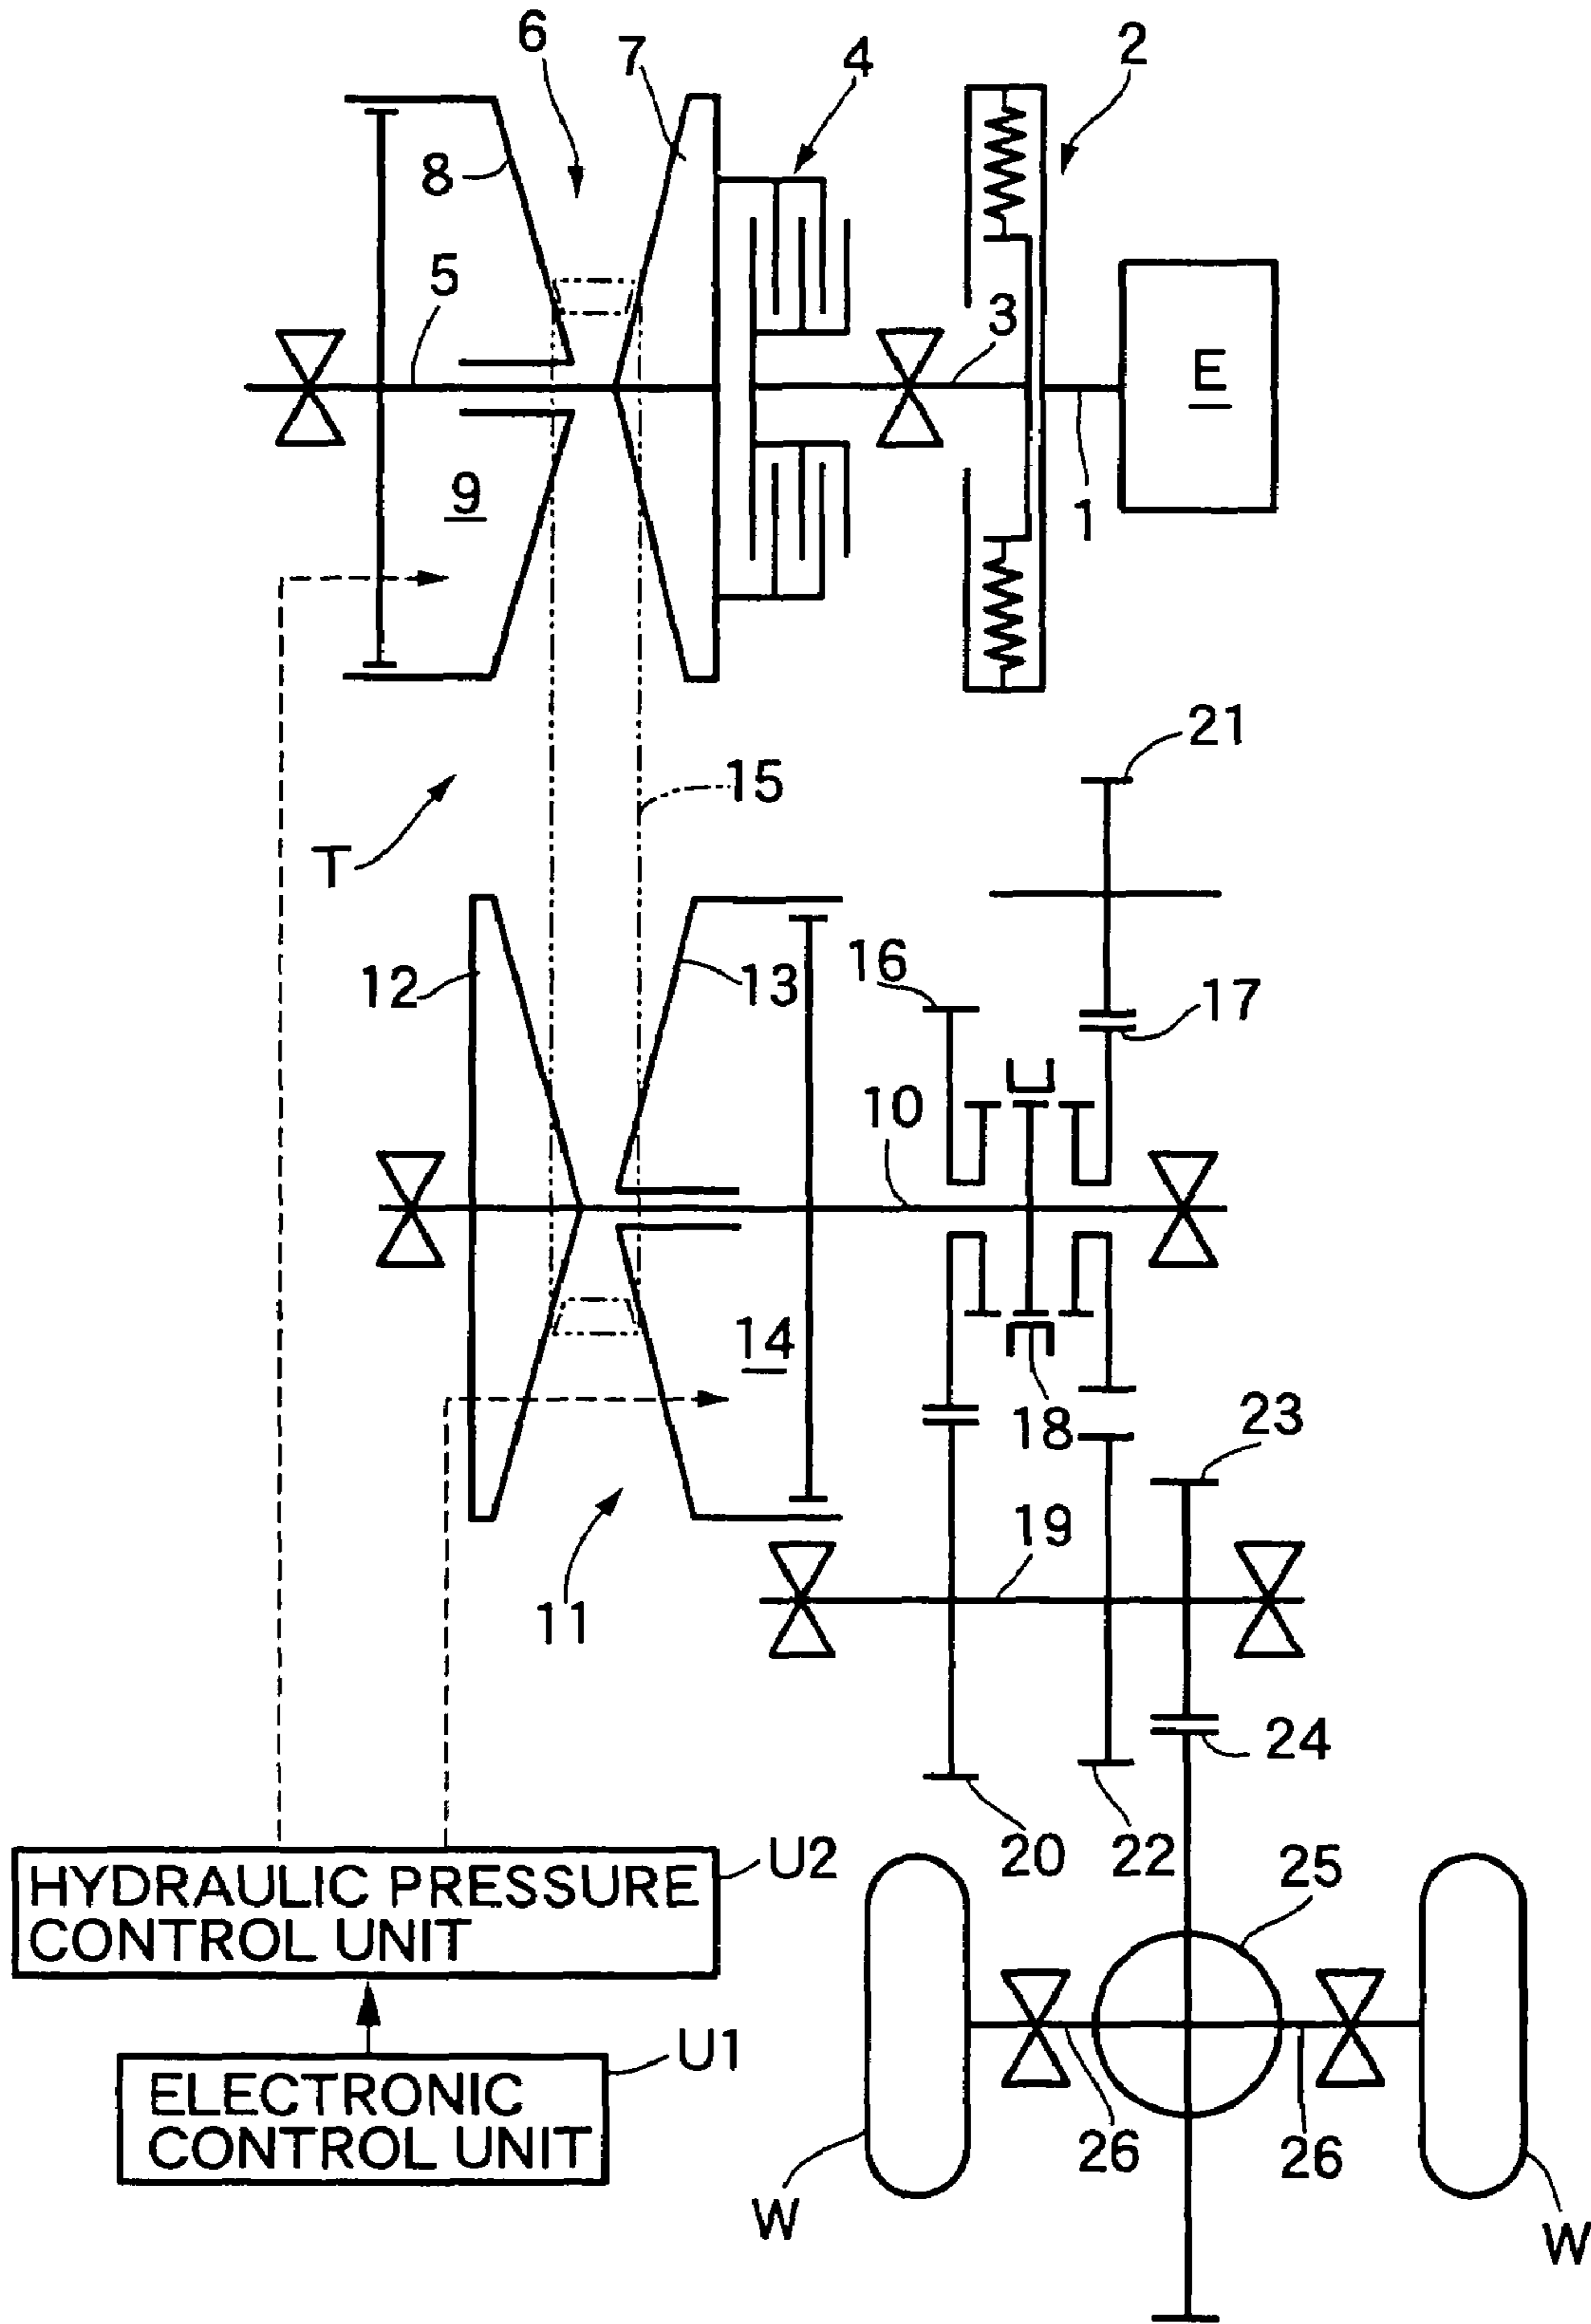 6
7
4
2
8
5
3
E
9
1
21
15
T
12
13
16
17
10
14
18
23
19
11
24
20
22
U2
25
HYDRAULIC PRESSURE
CONTROL UNIT
U1
ELECTRONIC
CONTROL UNIT
26
26
W
W